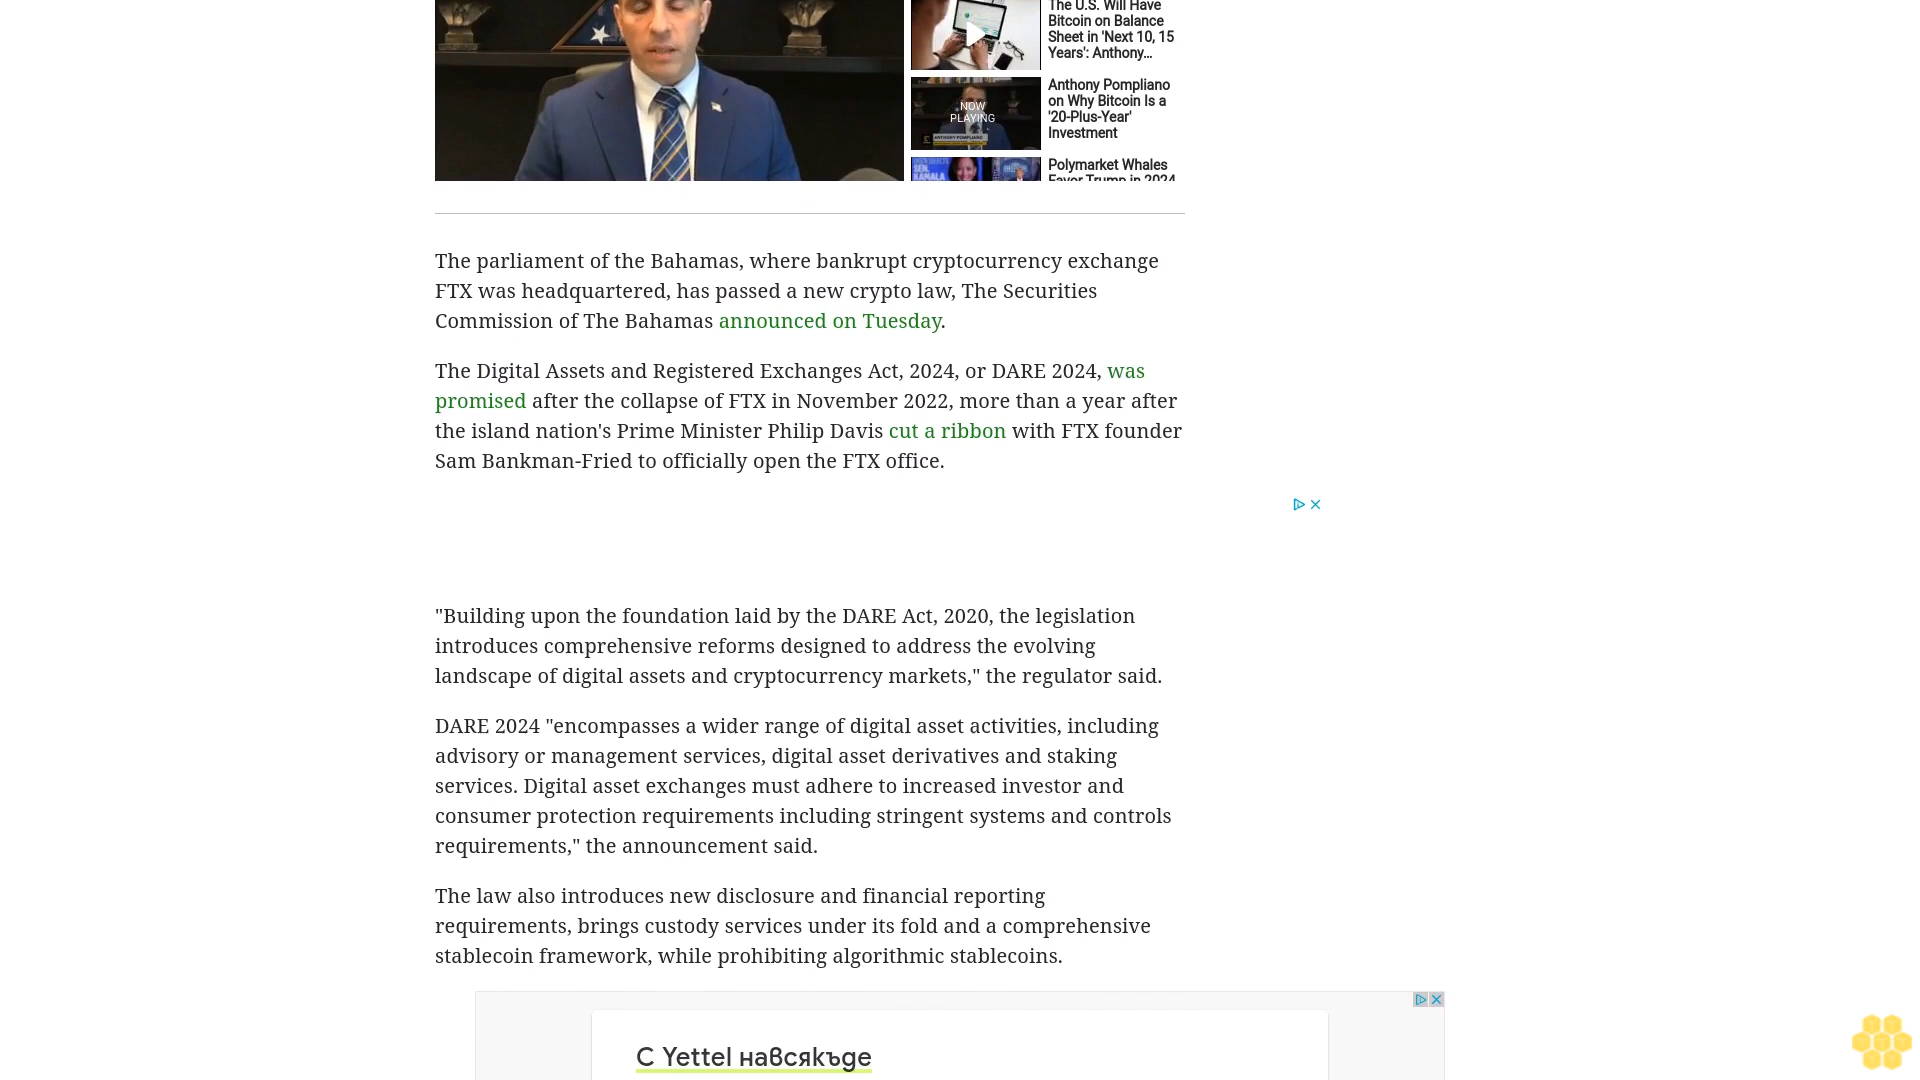 The U.S. Will Have
Bitcoin on Balance
Sheet in 'Next 10, 15
Years': Anthony...
NOW
PLAYING
ANTHONY POMPLIANO
Anthony Pompliano
on Why Bitcoin Is a
'20-Plus-Year'
Investment
Polymarket Whales
Favor Trump in 2024
The parliament of the Bahamas, where bankrupt cryptocurrency exchange
FTX was headquartered, has passed a new crypto law, The Securities
Commission of The Bahamas announced on Tuesday.
The Digital Assets and Registered Exchanges Act, 2024, or DARE 2024, was
promised after the collapse of FTX in November 2022, more than a year after
the island nation's Prime Minister Philip Davis cut a ribbon with FTX founder
Sam Bankman-Fried to officially open the FTX office.
"Building upon the foundation laid by the DARE Act, 2020, the legislation
introduces comprehensive reforms designed to address the evolving
landscape of digital assets and cryptocurrency markets," the regulator said.
DARE 2024 "encompasses a wider range of digital asset activities, including
advisory or management services, digital asset derivatives and staking
services. Digital asset exchanges must adhere to increased investor and
consumer protection requirements including stringent systems and controls
requirements," the announcement said.
The law also introduces new disclosure and financial reporting
requirements, brings custody services under its fold and a comprehensive
stablecoin framework, while prohibiting algorithmic stablecoins.
С Yettel навсякъде